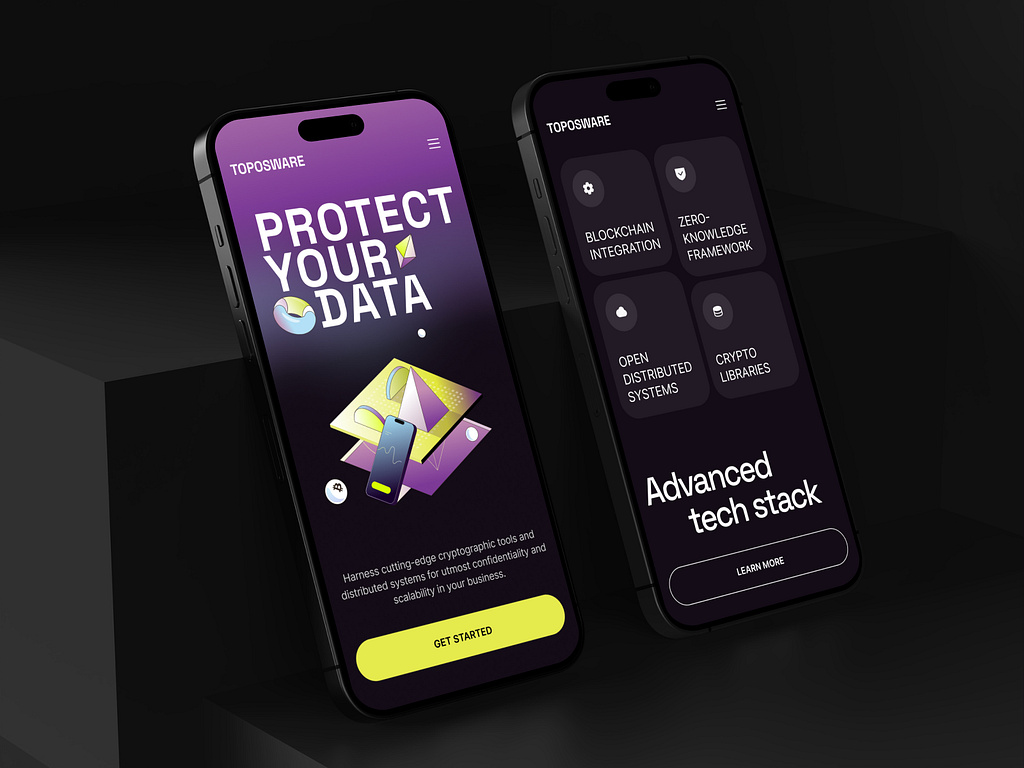 TOPOSWARE
PROTECT
YOUR
DATA
Harness cutting-edge cryptographic tools and
distributed systems for utmost confidentiality and
scalability in your business.
GET STARTED
TOPOSWARE
BLOCKCHAIN
INTEGRATION
ZERO-
KNOWLEDGE
FRAMEWORK
OPEN
DISTRIBUTED
SYSTEMS
CRYPTO
LIBRARIES
Advanced
tech stack
LEARN MORE